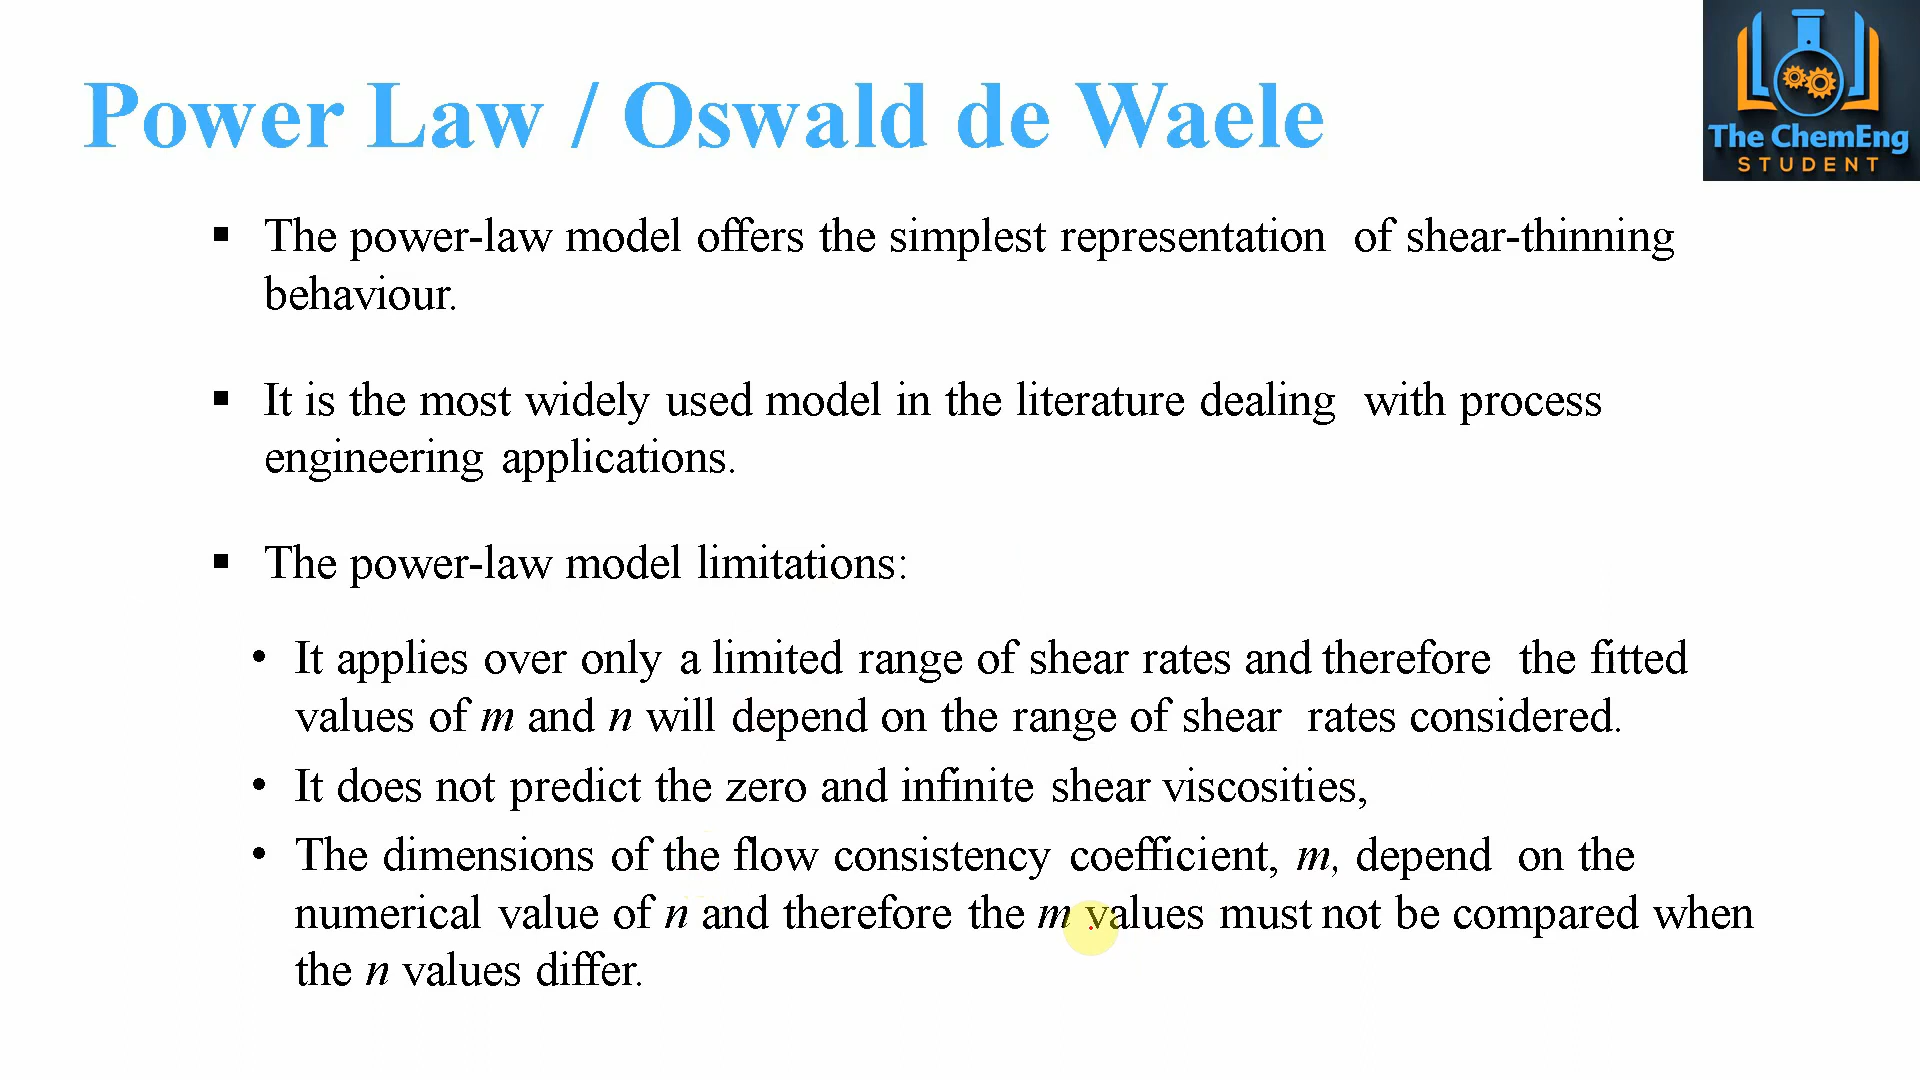 The ChemEng
STUDENT
Power Law / Oswald de Waele
▪ The power-law model offers the simplest representation of shear-thinning
behaviour.
▪ It is the most widely used model in the literature dealing with process
engineering applications.
▪ The power-law model limitations:
• It applies over only a limited range of shear rates and therefore the fitted
values of m and n will depend on the range of shear rates considered.
• It does not predict the zero and infinite shear viscosities,
• The dimensions of the flow consistency coefficient, m, depend on the
numerical value of n and therefore the m values must not be compared when
the n values differ.